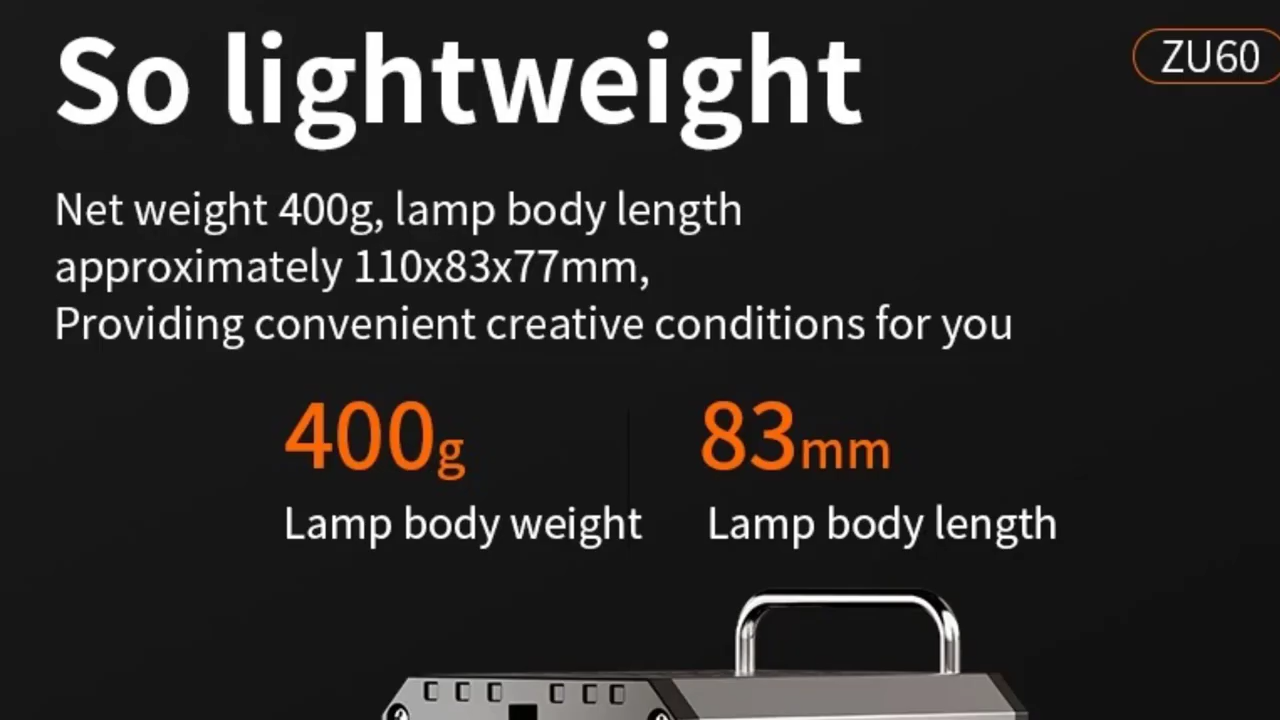 So lightweight
ZU60
Net weight 400g, lamp body length
approximately 110x83x77mm,
Providing convenient creative conditions for you
400g
83mm
Lamp body weight
Lamp body length